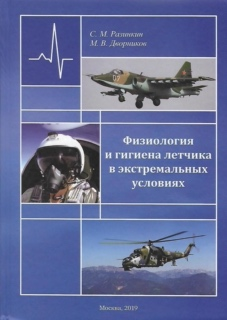 С. М. Разинкин
М. В. Дворников
Физиология
и гигиена летчика
в экстремальных
условиях
Москва, 2019